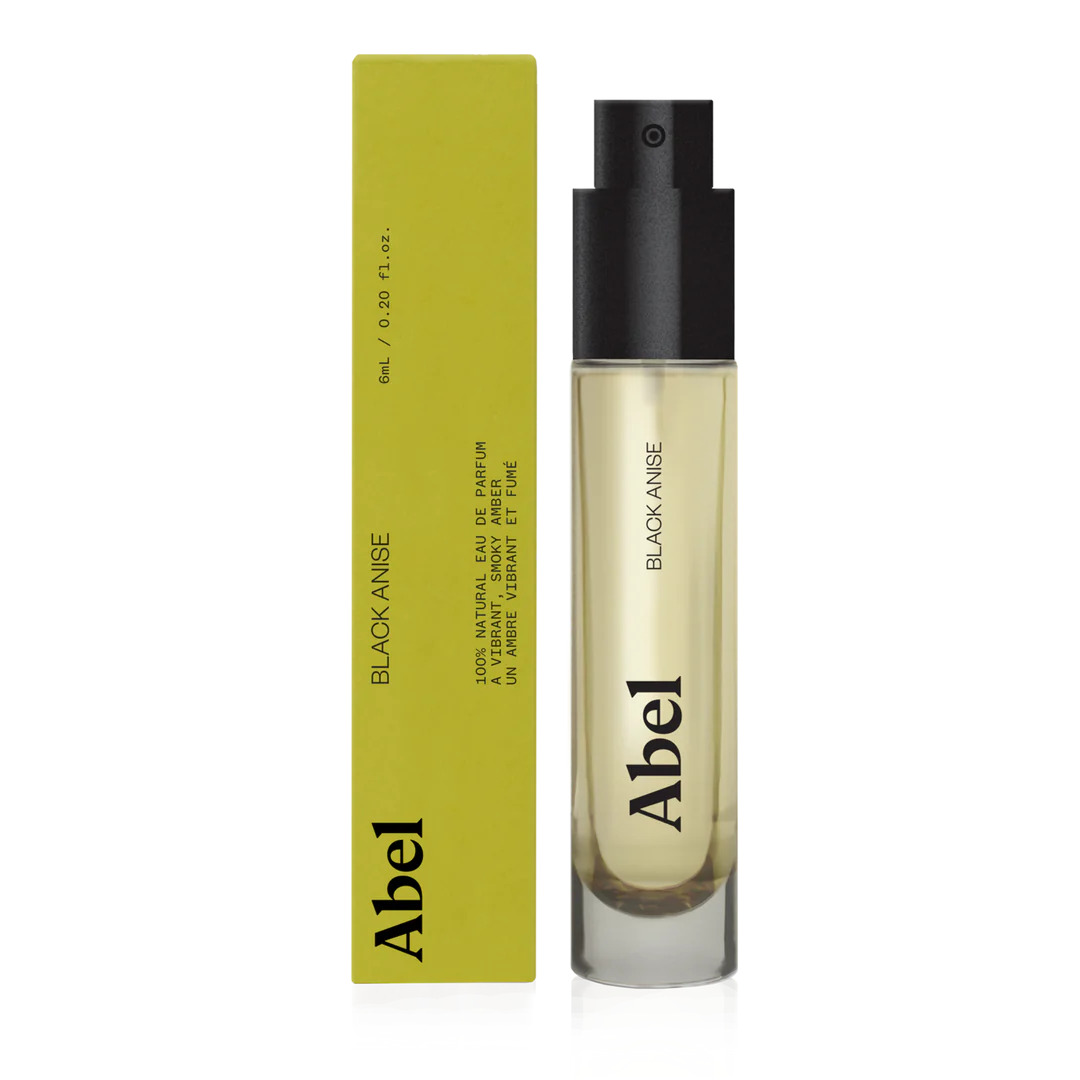 Abel
BLACK ANISE
6mL / 0.20 fl.oz.
100% NATURAL EAU DE PARFUM
A VIBRANT, SMOKY AMBER
UN AMBRE VIBRANT ET FUMÉ
Abel
BLACK ANISE